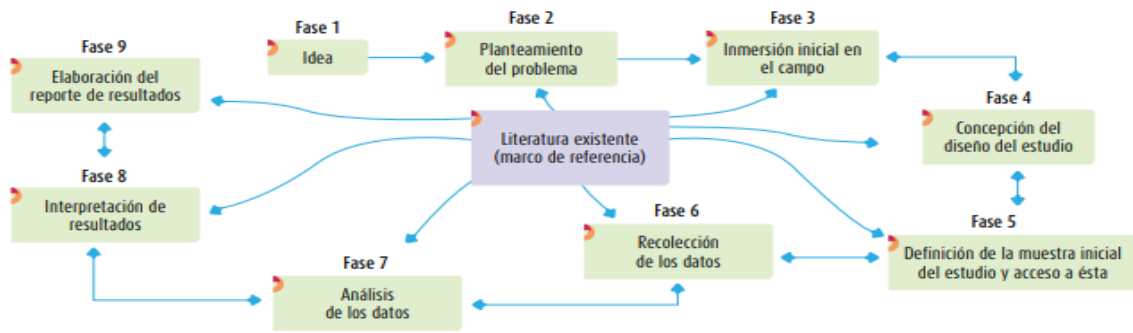 Fase 1
Idea
Fase 2
Planteamiento
del problema
Fase 3
Inmersión inicial en
el campo
Fase 4
Concepción del
diseño del estudio
Fase 5
Definición de la muestra inicial
del estudio y acceso a ésta
Fase 6
Recolección
de los datos
Fase 7
Análisis
de los datos
Fase 8
Interpretación de
resultados
Fase 9
Elaboración del
reporte de resultados
Literatura existente
(marco de referencia)